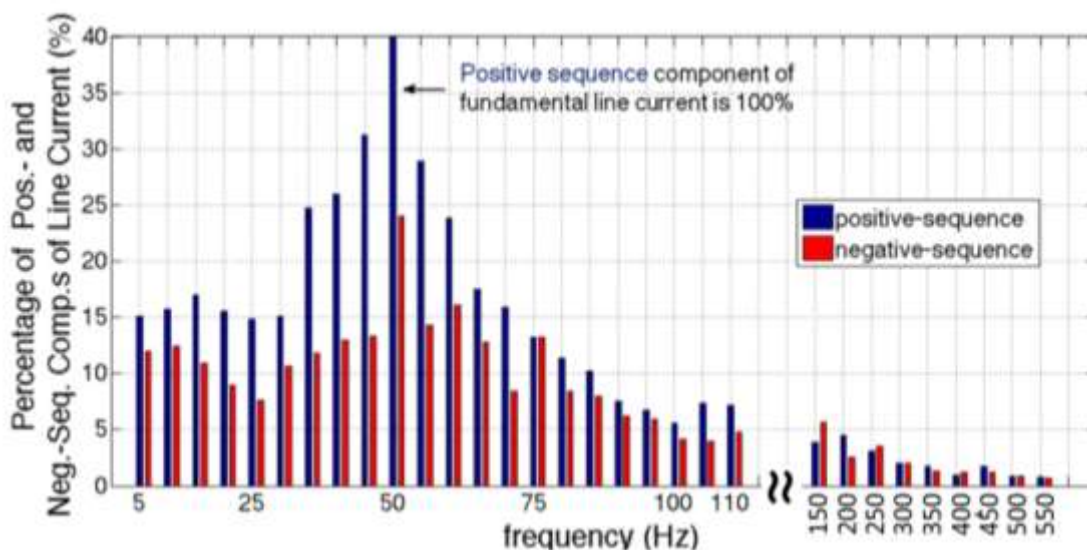 Percentage of Pos.- and
Neg.-Seq. Comp.s of Line Current (%)
40
35
30
25
20
15
10
5
0
Positive sequence component of
fundamental line current is 100%
positive-sequence
negative-sequence
5 25 50 75 100 110 150 200 250 300 350 400 450 500 550
frequency (Hz)